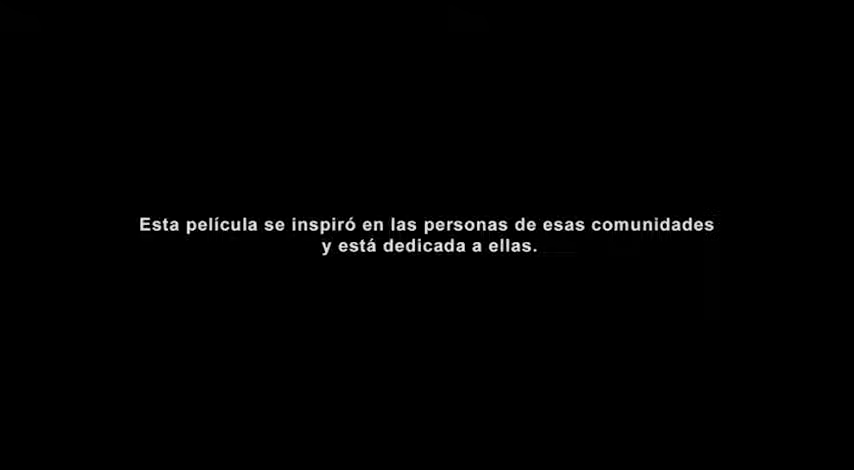 Esta película se inspiró en las personas de esas comunidades
y está dedicada a ellas.